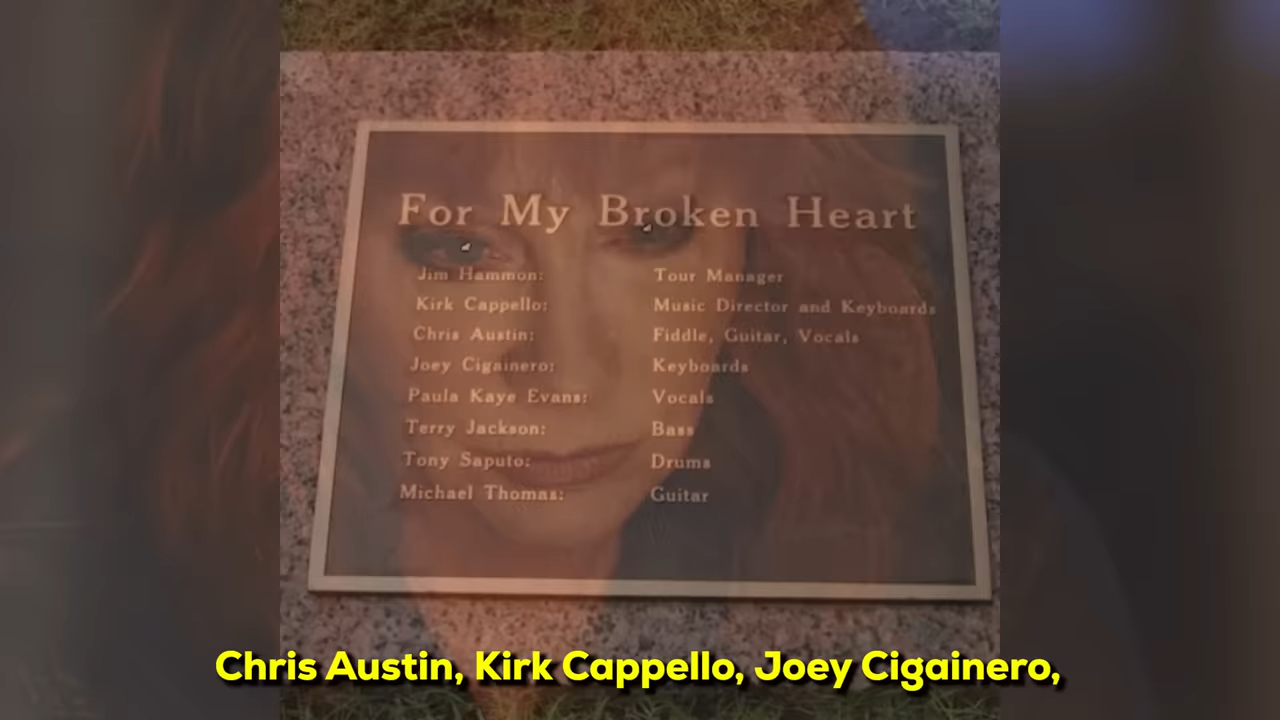 For My Broken Heart
Jim Hammon: Tour Manager
Kirk Cappello: Music Director and Keyboards
Chris Austin: Fiddle, Guitar, Vocals
Joey Cigainero: Keyboards
Paula Kaye Evans: Vocals
Terry Jackson: Bass
Tony Saputo: Drums
Michael Thomas: Guitar
Chris Austin, Kirk Cappello, Joey Cigainero,